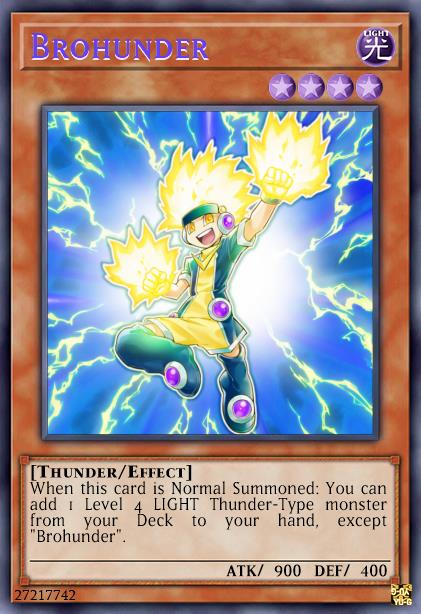 Brohunder
LIGHT
光
[Thunder/Effect]
When this card is Normal Summoned: You can
add 1 Level 4 LIGHT Thunder-Type monster
from your Deck to your hand, except
"Brohunder".
ATK/ 900 DEF/ 400
27217742